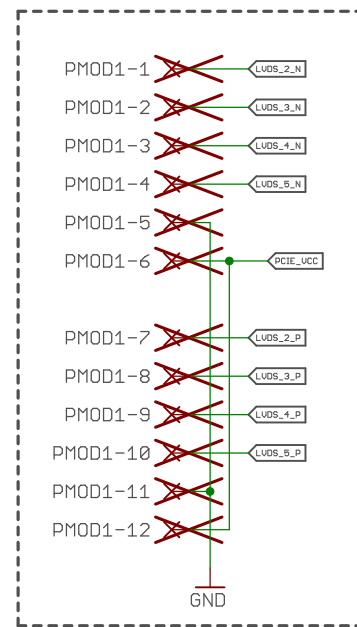 PMOD1-1 LVDS_2_N
PMOD1-2 LVDS_3_N
PMOD1-3 LVDS_4_N
PMOD1-4 LVDS_5_N
PMOD1-5
PMOD1-6 PCIE_VCC
PMOD1-7 LVDS_2_P
PMOD1-8 LVDS_3_P
PMOD1-9 LVDS_4_P
PMOD1-10 LVDS_5_P
PMOD1-11
PMOD1-12
GND